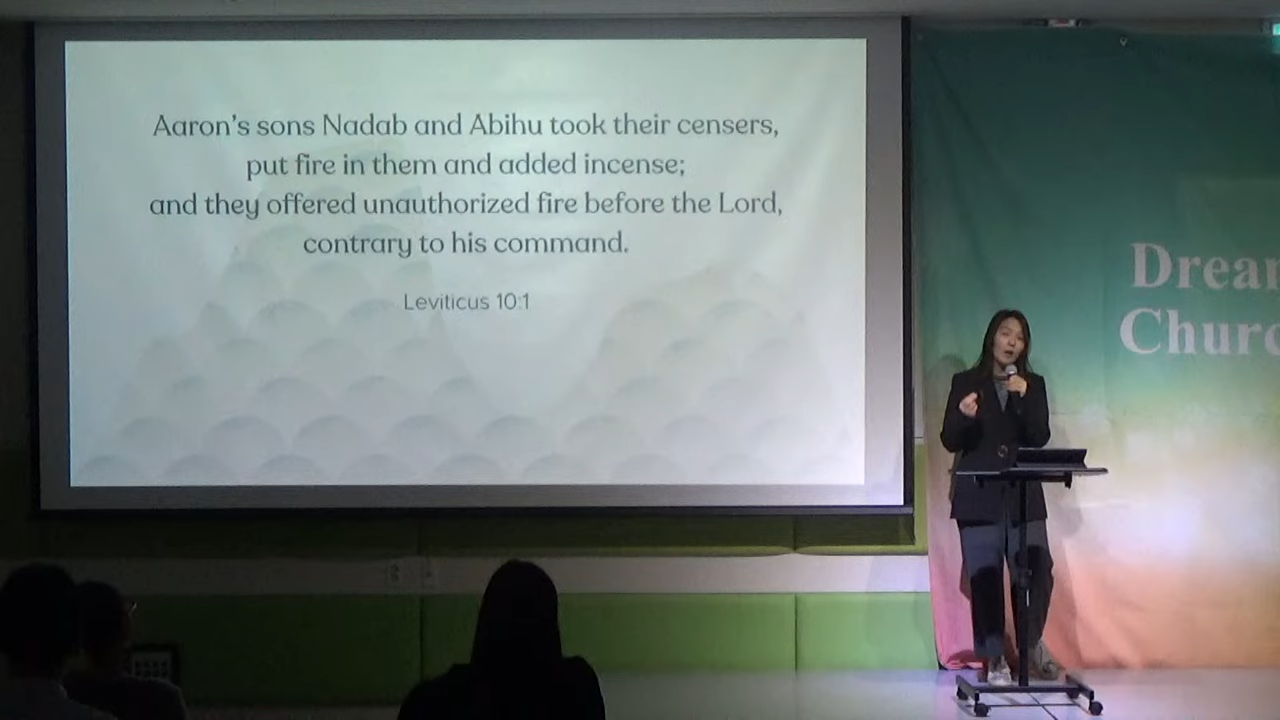 Aaron's sons Nadab and Abihu took their censers,
put fire in them and added incense;
and they offered unauthorized fire before the Lord,
contrary to his command.
Leviticus 10:1